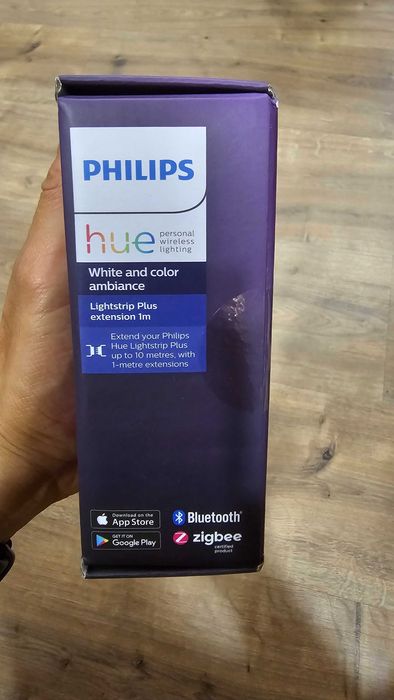 PHILIPS
hue personal
wireless
lighting
White and color
ambiance
Lightstrip Plus
extension 1m
Extend your Philips
Hue Lightstrip Plus
up to 10 metres, with
1-metre extensions
Download on the
App Store
Bluetooth®
GET IT ON
Google Play
zigbee
certified
product